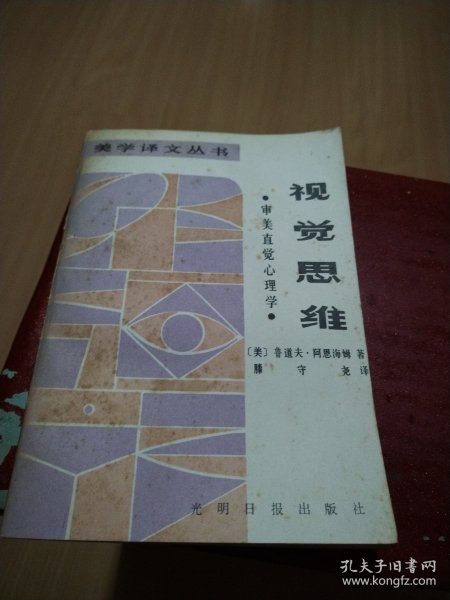 美学译文丛书
视觉思维
•审美直觉心理学•
〔美〕鲁道夫·阿恩海姆 著
滕守尧 译
光明日报出版社
孔夫子旧书网
www.kongfz.com